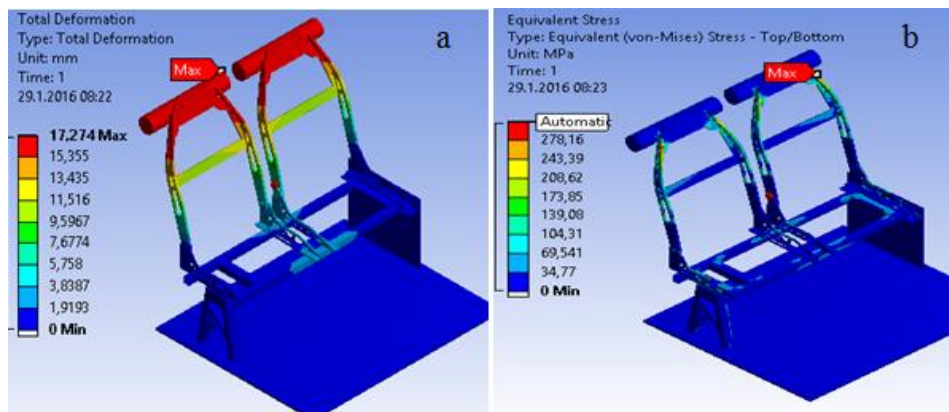 Total Deformation
Type: Total Deformation
Unit: mm
Time: 1
29.1.2016 08:22
a
Max
17,274 Max
15,355
13,435
11,516
9,5967
7,6774
5,758
3,8387
1,9193
0 Min
Equivalent Stress
Type: Equivalent (von-Mises) Stress - Top/Bottom
Unit: MPa
Time: 1
29.1.2016 08:23
b
Max
Automatic
278,16
243,39
208,62
173,85
139,08
104,31
69,541
34,77
0 Min